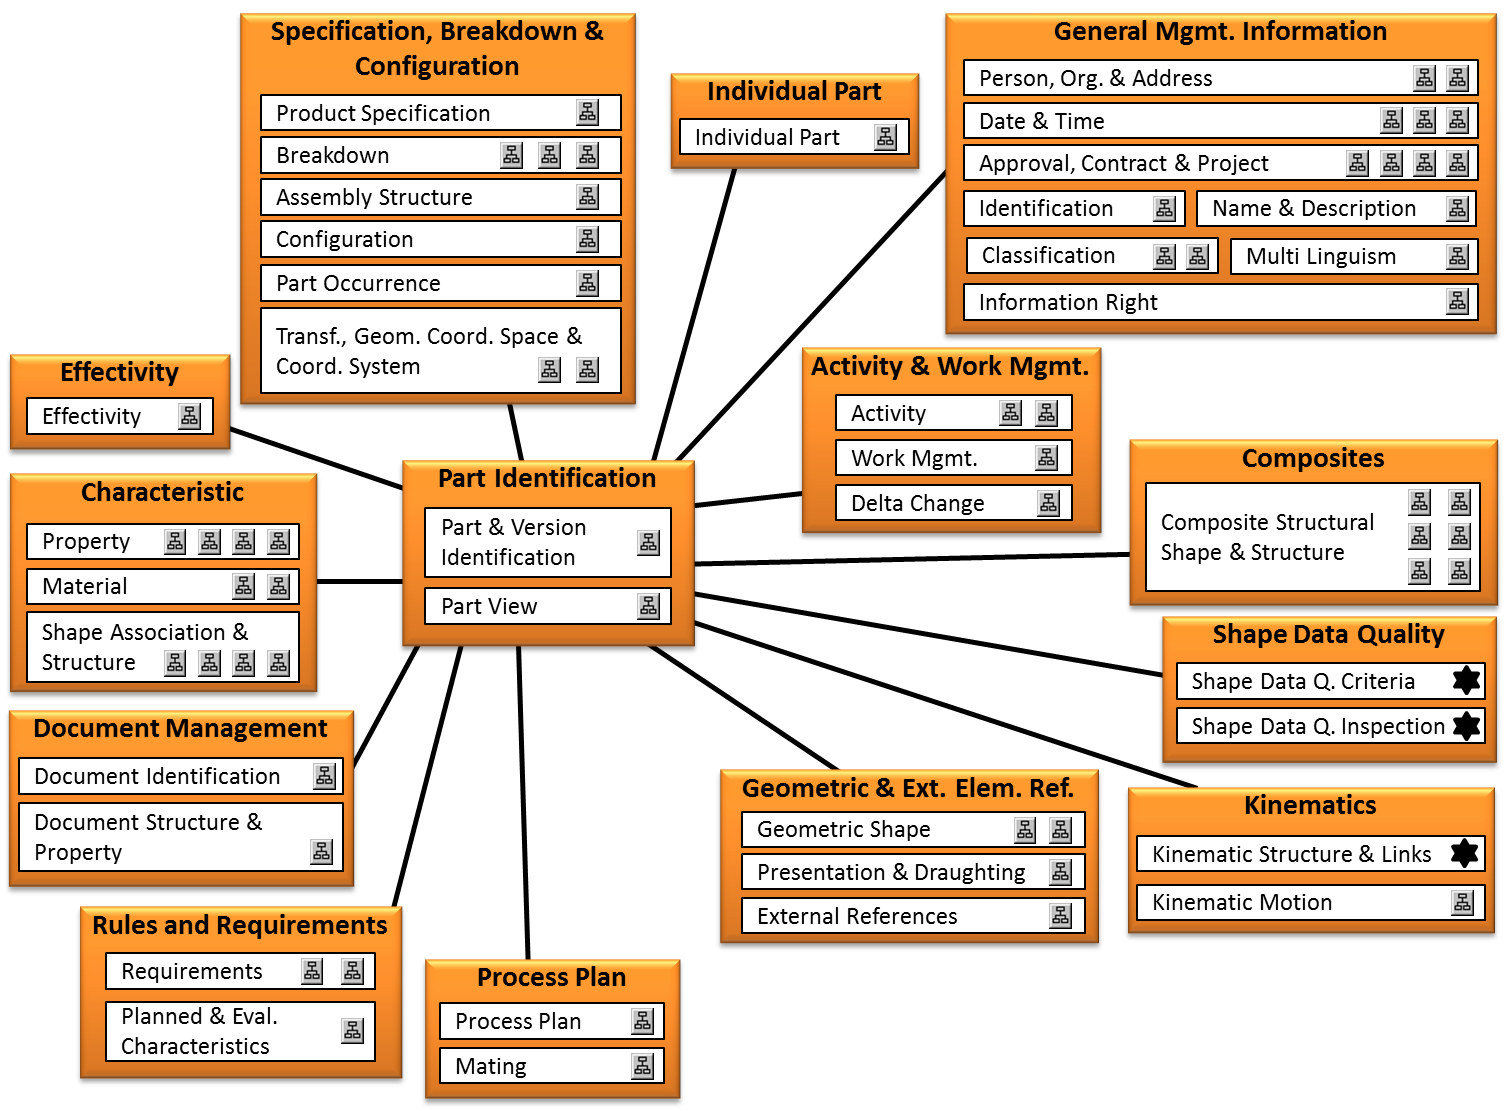 Specification, Breakdown &
Configuration
Product Specification
Breakdown
Assembly Structure
Configuration
Part Occurrence
Transf., Geom. Coord. Space &
Coord. System
Individual Part
Individual Part
General Mgmt. Information
Person, Org. & Address
Date & Time
Approval, Contract & Project
Identification
Name & Description
Classification
Multi Linguism
Information Right
Effectivity
Effectivity
Activity & Work Mgmt.
Activity
Work Mgmt.
Delta Change
Characteristic
Property
Material
Shape Association &
Structure
Part Identification
Part & Version
Identification
Part View
Composites
Composite Structural
Shape & Structure
Shape Data Quality
Shape Data Q. Criteria
Shape Data Q. Inspection
Document Management
Document Identification
Document Structure &
Property
Geometric & Ext. Elem. Ref.
Geometric Shape
Presentation & Draughting
External References
Kinematics
Kinematic Structure & Links
Kinematic Motion
Rules and Requirements
Requirements
Planned & Eval.
Characteristics
Process Plan
Process Plan
Mating